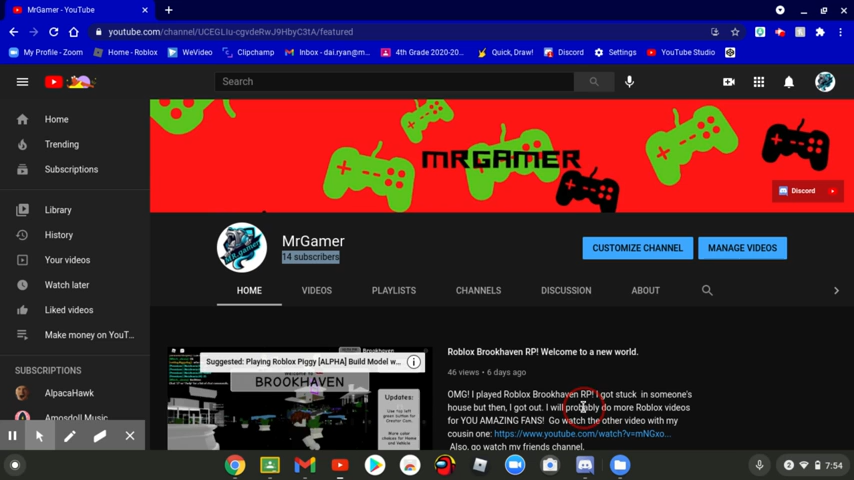 MrGamer - YouTube
youtube.com/channel/UCEGLIu-cgvdeRwJ9HbyC3tA/featured
My Profile - Zoom
Home - Roblox
WeVideo
Clipchamp
Inbox - dai.ryan@m...
4th Grade 2020-20...
Quick, Draw!
Discord
Settings
YouTube Studio
Search
Home
Trending
Subscriptions
Library
History
Your videos
Watch later
Liked videos
Make money on YouT...
SUBSCRIPTIONS
AlpacaHawk
Amosdoll Music
MRGAMER
Discord
MR.gamer
MrGamer
14 subscribers
CUSTOMIZE CHANNEL
MANAGE VIDEOS
HOME
VIDEOS
PLAYLISTS
CHANNELS
DISCUSSION
ABOUT
Suggested: Playing Roblox Piggy [ALPHA] Build Model w...
BROOKHAVEN
Updates:
Roblox Brookhaven RP! Welcome to a new world.
46 views • 6 days ago
OMG! I played Roblox Brookhaven RP! I got stuck in someone's
house but then, I got out. I will probably do more Roblox videos
for YOU AMAZING FANS! Go watch the other video with my
cousin one: https://www.youtube.com/watch?v=mNGxo...
Also, go watch my friends channel.
2
7:54